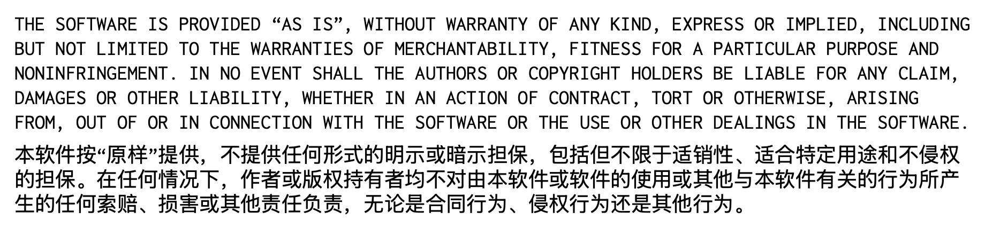 THE SOFTWARE IS PROVIDED “AS IS”, WITHOUT WARRANTY OF ANY KIND, EXPRESS OR IMPLIED, INCLUDING
BUT NOT LIMITED TO THE WARRANTIES OF MERCHANTABILITY, FITNESS FOR A PARTICULAR PURPOSE AND
NONINFRINGEMENT. IN NO EVENT SHALL THE AUTHORS OR COPYRIGHT HOLDERS BE LIABLE FOR ANY CLAIM,
DAMAGES OR OTHER LIABILITY, WHETHER IN AN ACTION OF CONTRACT, TORT OR OTHERWISE, ARISING
FROM, OUT OF OR IN CONNECTION WITH THE SOFTWARE OR THE USE OR OTHER DEALINGS IN THE SOFTWARE.
本软件按“原样”提供，不提供任何形式的明示或暗示担保，包括但不限于适销性、适合特定用途和不侵权
的担保。在任何情况下，作者或版权持有者均不对由本软件或软件的使用或其他与本软件有关的行为所产
生的任何索赔、损害或其他责任负责，无论是合同行为、侵权行为还是其他行为。